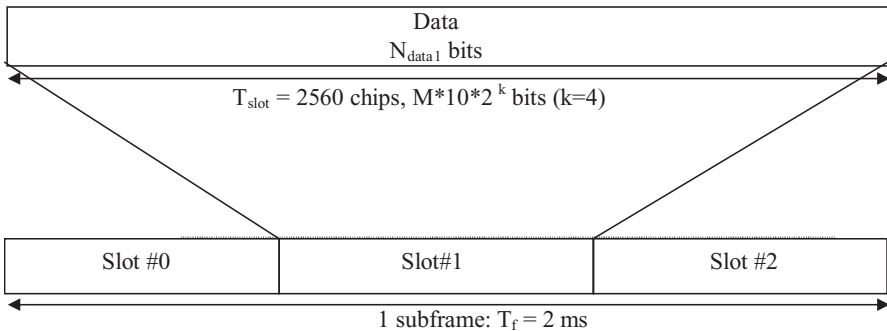 Data
N_data1 bits
T_slot = 2560 chips, M*10*2^k bits (k=4)
Slot #0 Slot#1 Slot #2
1 subframe: T_f = 2 ms